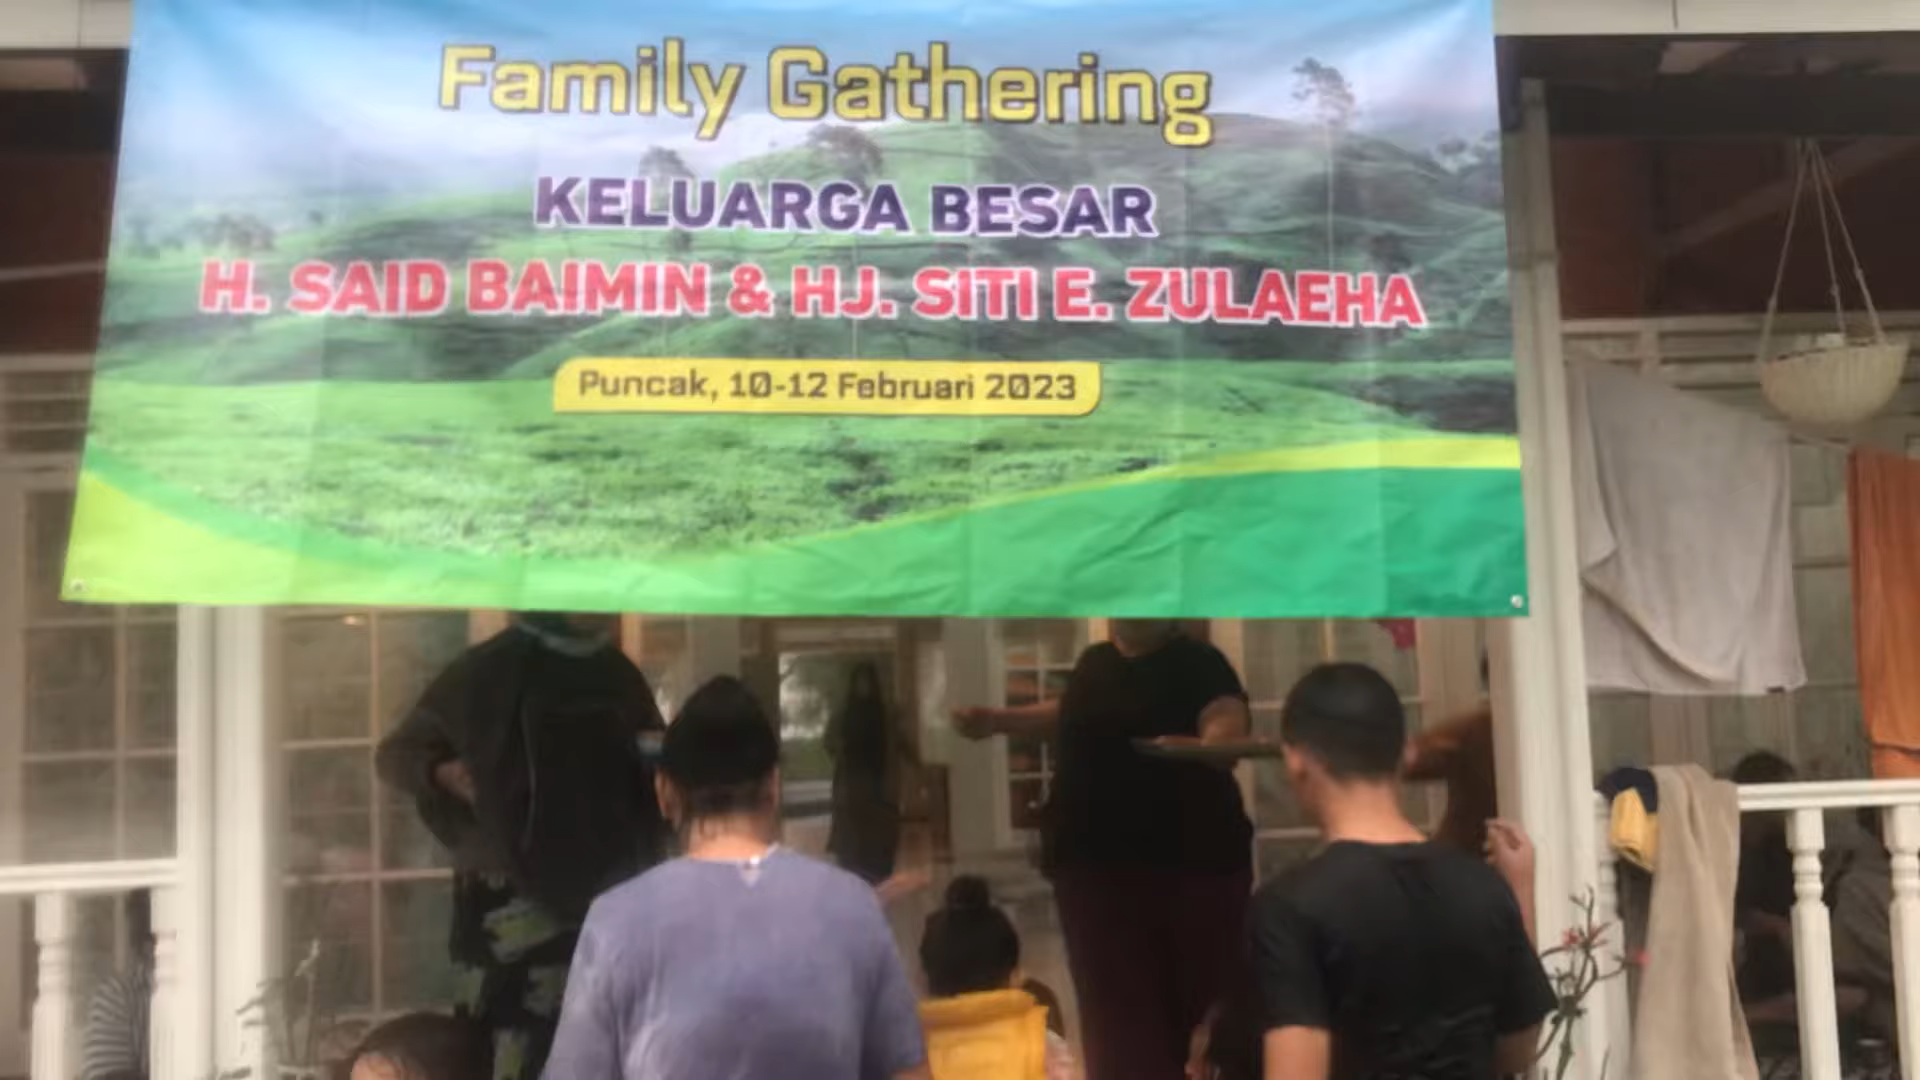 Family Gathering
KELUARGA BESAR
H. SAID BAIMIN & HJ. SITI E. ZULAEHA
Puncak, 10-12 Februari 2023